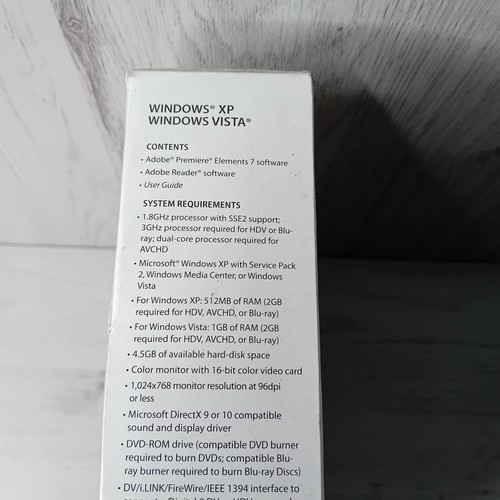 WINDOWS® XP
WINDOWS VISTA®
CONTENTS
• Adobe® Premiere® Elements 7 software
• Adobe Reader® software
• User Guide
SYSTEM REQUIREMENTS
• 1.8GHz processor with SSE2 support;
3GHz processor required for HDV or Blu-
ray; dual-core processor required for
AVCHD
• Microsoft® Windows XP with Service Pack
2, Windows Media Center, or Windows
Vista
• For Windows XP: 512MB of RAM (2GB
required for HDV, AVCHD, or Blu-ray)
• For Windows Vista: 1GB of RAM (2GB
required for HDV, AVCHD, or Blu-ray)
• 4.5GB of available hard-disk space
• Color monitor with 16-bit color video card
• 1,024x768 monitor resolution at 96dpi
or less
• Microsoft DirectX 9 or 10 compatible
sound and display driver
• DVD-ROM drive (compatible DVD burner
required to burn DVDs; compatible Blu-
ray burner required to burn Blu-ray Discs)
• DV/i.LINK/FireWire/IEEE 1394 interface to